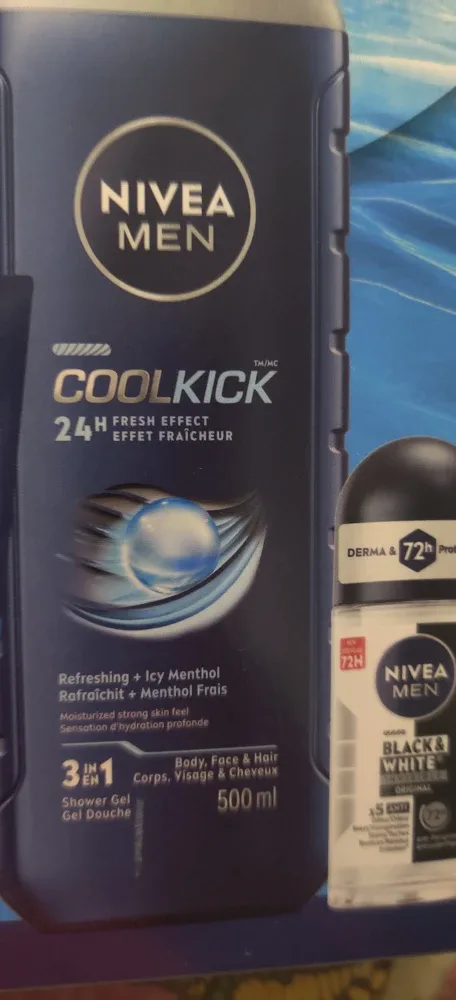 NIVEA
MEN
TM/MC
COOLKICK
24H FRESH EFFECT
EFFET FRAÎCHEUR
Refreshing + Icy Menthol
Rafraîchit + Menthol Frais
Moisturized strong skin feel
Sensation d'hydration profonde
3 IN EN 1
Body, Face & Hair
Corps, Visage & Cheveux
Shower Gel
Gel Douche
500 ml
DERMA & 72h
72H
NIVEA
MEN
BLACK&
WHITE
ORIGINAL
x5
72h